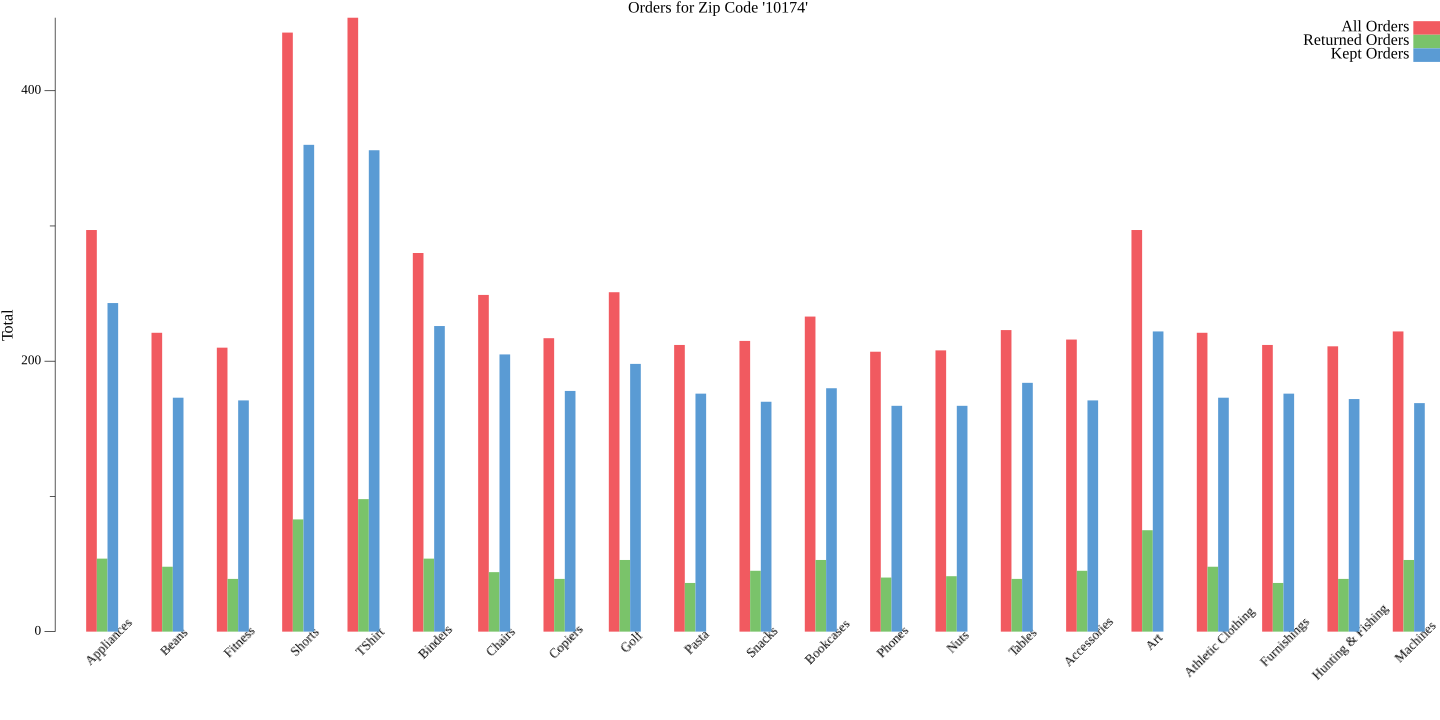 Orders for Zip Code '10174'
All Orders
Returned Orders
Kept Orders
Total
400
200
0
Appliances
Beans
Fitness
Shorts
TShirt
Binders
Chairs
Copiers
Golf
Pasta
Snacks
Bookcases
Phones
Nuts
Tables
Accessories
Art
Athletic Clothing
Furnishings
Hunting & Fishing
Machines